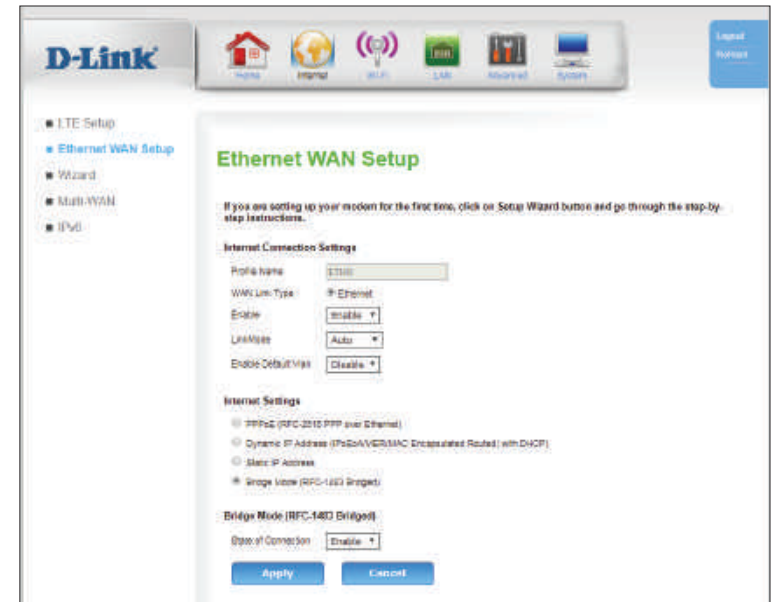 D-Link
Home
Internet
Wi-Fi
LAN
Advanced
System
Logout
LTE Setup
Ethernet WAN Setup
Wizard
Multi-WAN
IPv6
Ethernet WAN Setup
If you are setting up your modem for the first time, click on Setup Wizard button and go through the step-by-
step instructions.
Internet Connection Settings
Profile Name
WAN Link Type Ethernet
Enable Enable
LinkMode Auto
Enable Default Vlan Disable
Internet Settings
PPPoE (RFC-2516 PPP over Ethernet)
Dynamic IP Address (IPoEoA/MER/MAC Encapsulated Routed) with DHCP)
Static IP Address
Bridge Mode (RFC-1483 Bridged)
Bridge Mode (RFC-1483 Bridged)
State of Connection Enable
Apply Cancel